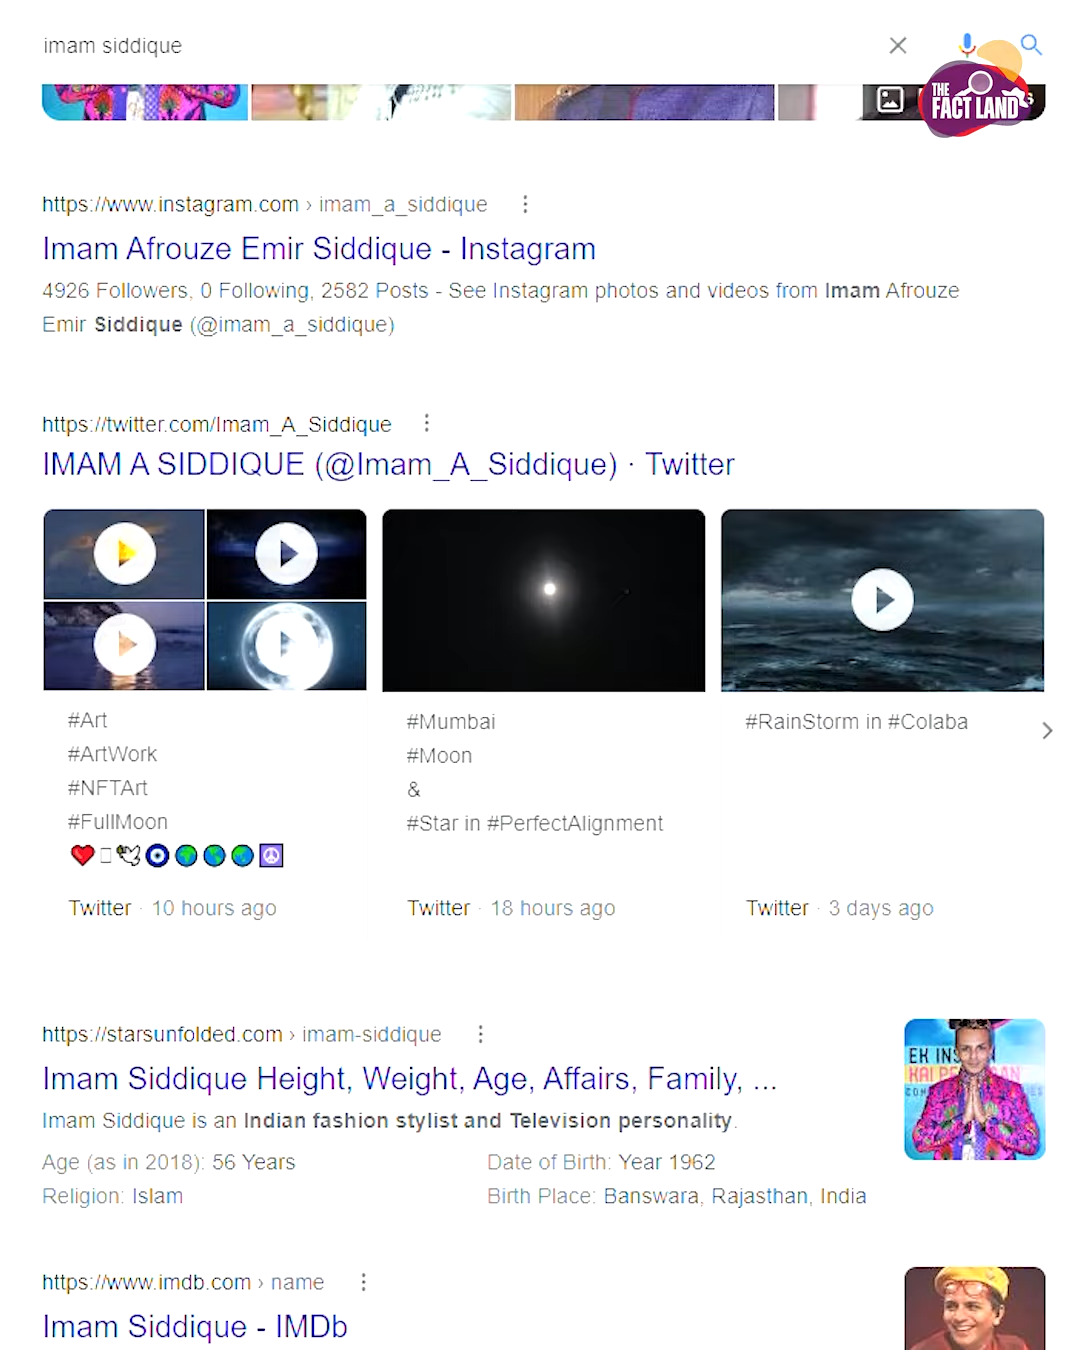 imam siddique
THE
FACT LAND
https://www.instagram.com › imam_a_siddique
Imam Afrouze Emir Siddique - Instagram
4926 Followers, 0 Following, 2582 Posts - See Instagram photos and videos from Imam Afrouze
Emir Siddique (@imam_a_siddique)
https://twitter.com/Imam_A_Siddique
IMAM A SIDDIQUE (@Imam_A_Siddique) · Twitter
#Art
#ArtWork
#NFTArt
#FullMoon
Twitter · 10 hours ago
#Mumbai
#Moon
&
#Star in #PerfectAlignment
Twitter · 18 hours ago
#RainStorm in #Colaba
Twitter · 3 days ago
https://starsunfolded.com › imam-siddique
Imam Siddique Height, Weight, Age, Affairs, Family, ...
Imam Siddique is an Indian fashion stylist and Television personality.
Age (as in 2018): 56 Years
Date of Birth: Year 1962
Religion: Islam
Birth Place: Banswara, Rajasthan, India
EK
https://www.imdb.com › name
Imam Siddique - IMDb